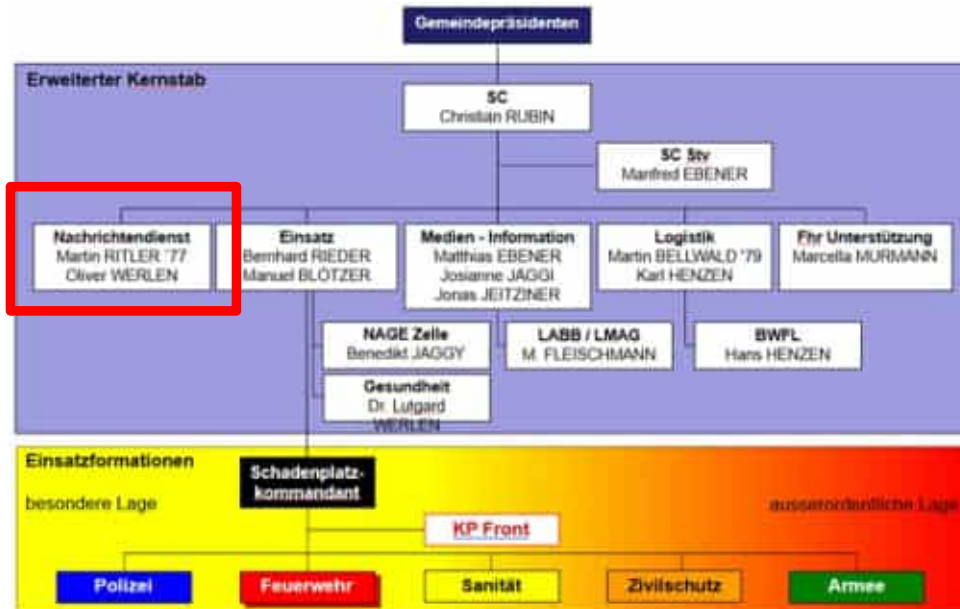 Gemeindepräsidenten
Erweiterter Kernstab
SC
Christian RUBIN
SC Stv
Manfred EBENER
Nachrichtendienst
Martin RITLER '77
Oliver WERLEN
Einsatz
Bernhard RIEDER
Manuel BLÖTZER
Medien - Information
Matthias EBENER
Josianne JAGGI
Jonas JEITZINER
Logistik
Martin BELLWALD '79
Karl HENZEN
Fhr Unterstützung
Marcella MURMANN
NAGE Zelle
Benedikt JAGGY
LABB / LMAG
M. FLEISCHMANN
BWFL
Hans HENZEN
Gesundheit
Dr. Lutgard
WERLEN
Einsatzformationen
besondere Lage
Schadenplatz-
kommandant
ausserordentliche Lage
KP Front
Polizei
Feuerwehr
Sanität
Zivilschutz
Armee